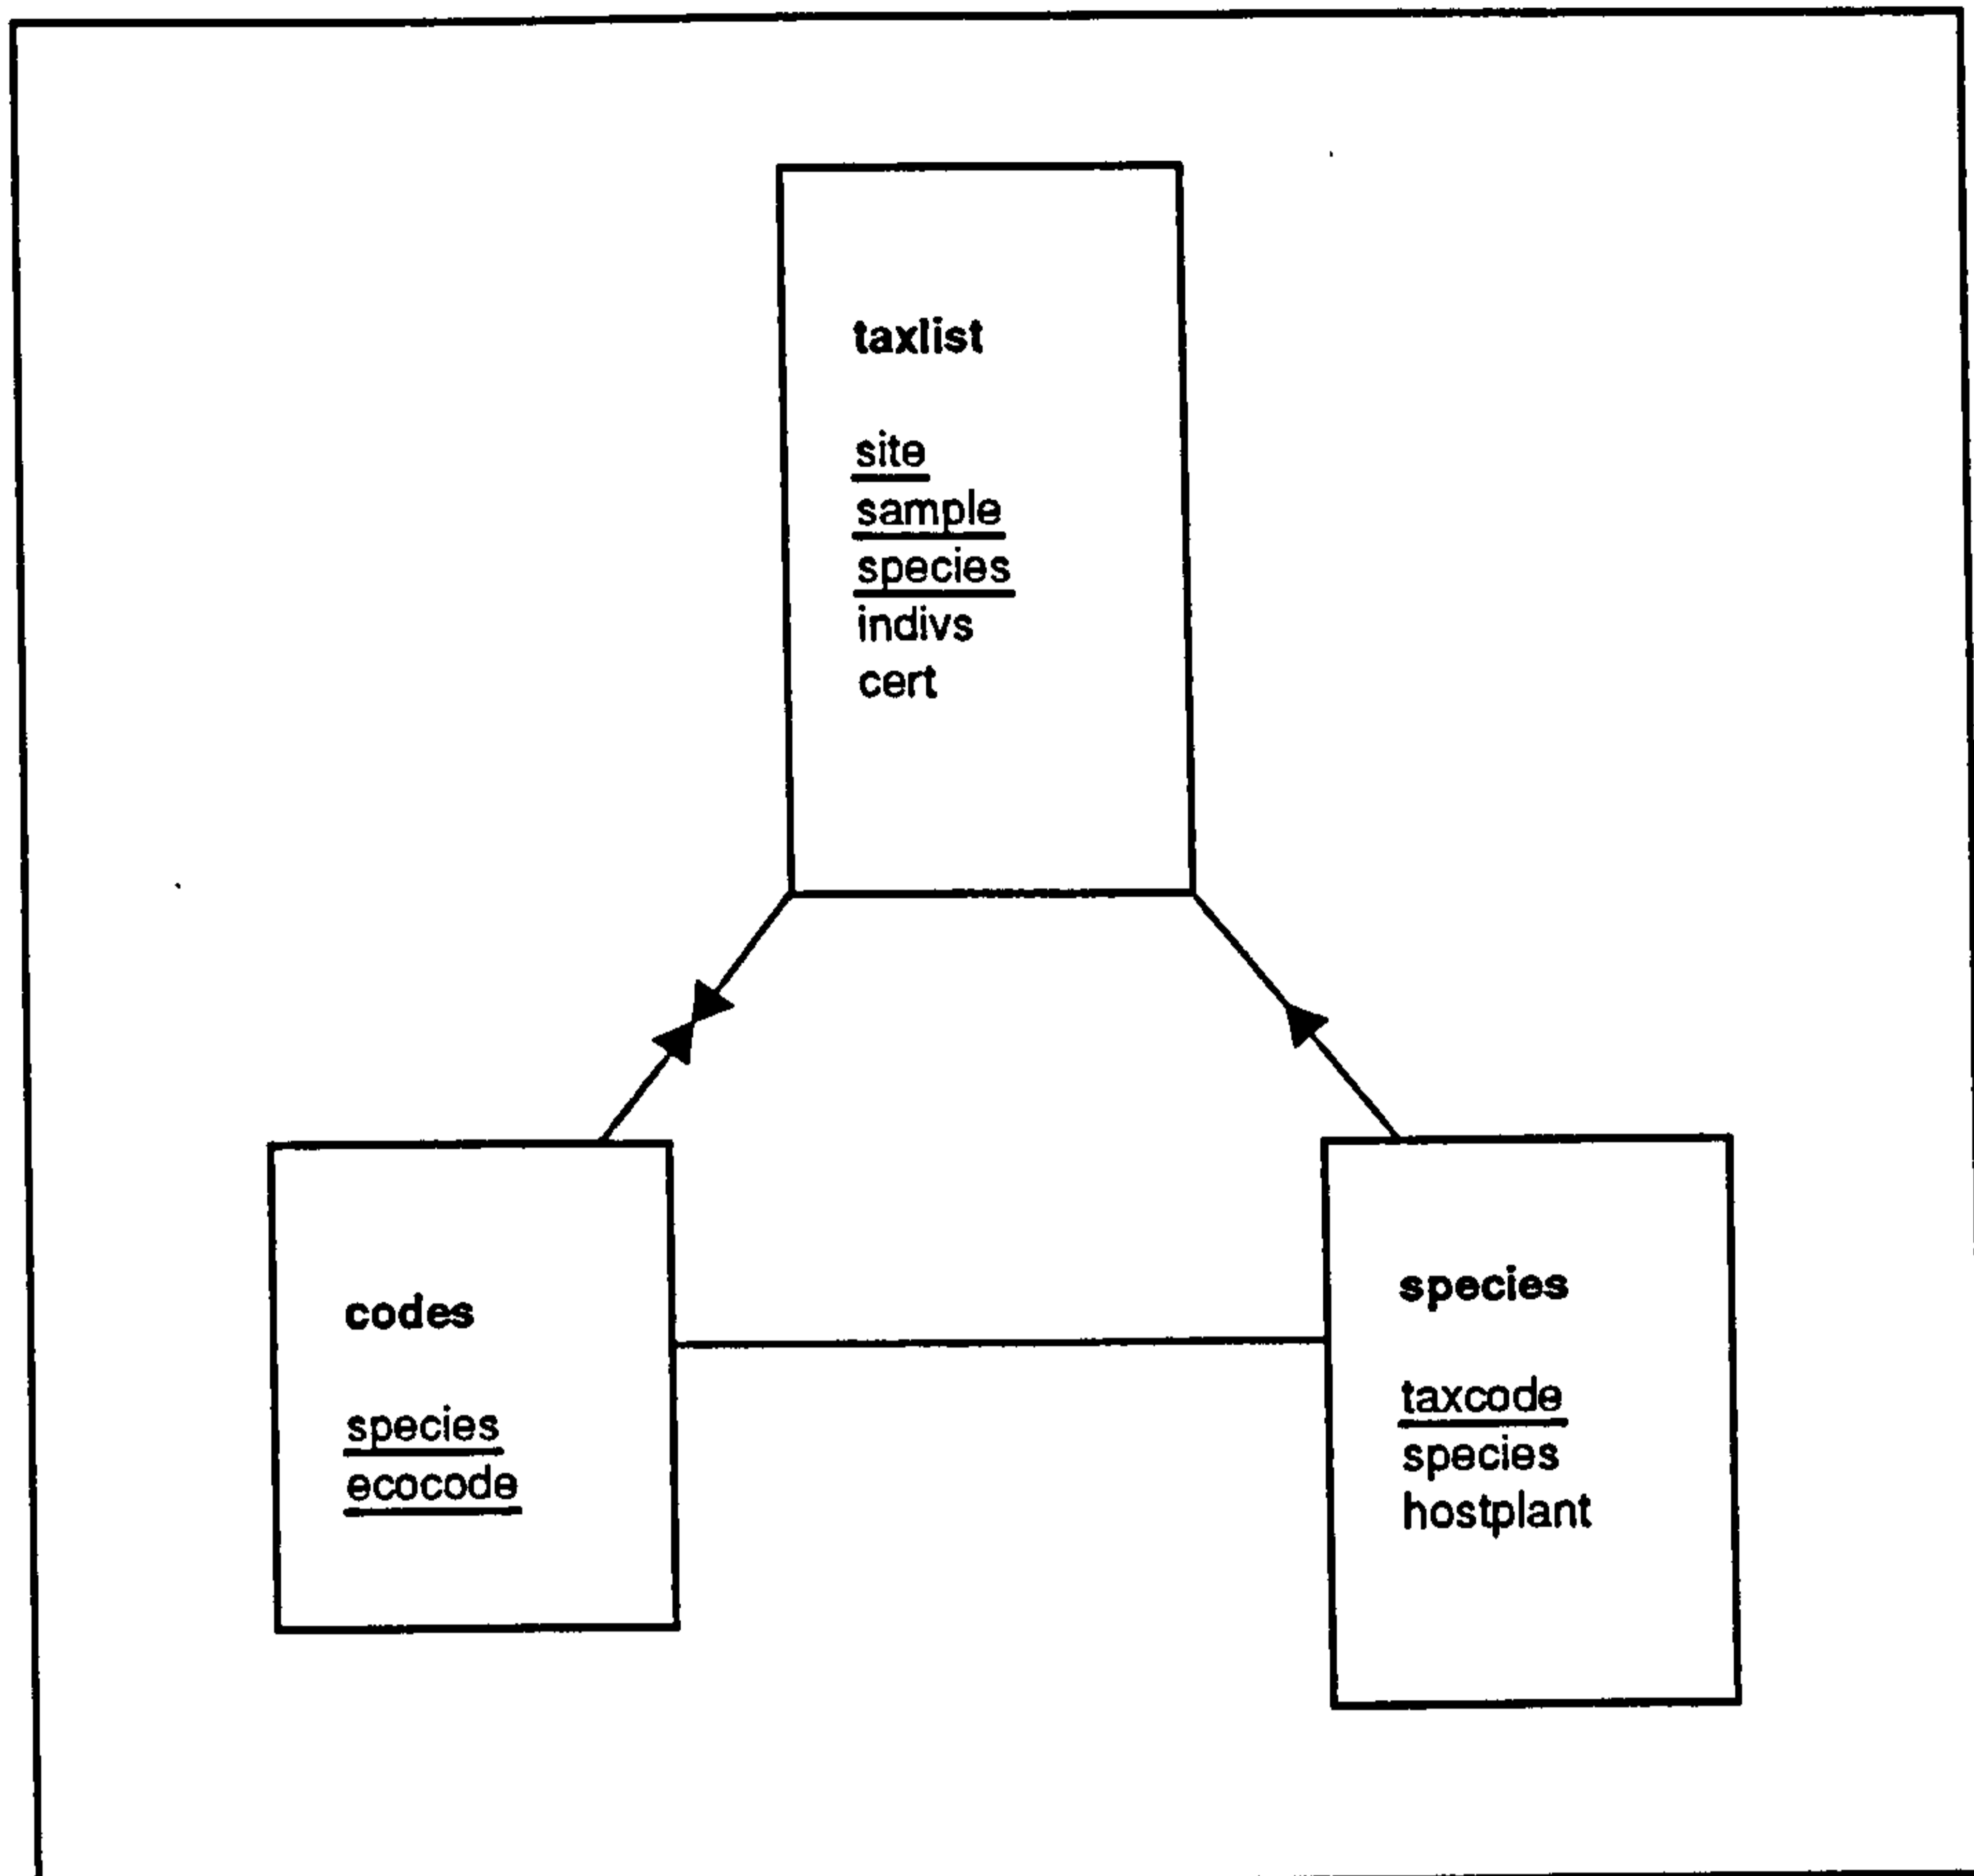 taxlist
site
sample
species
indivs
cert
codes
species
ecocode
species
taxcode
species
hostplant